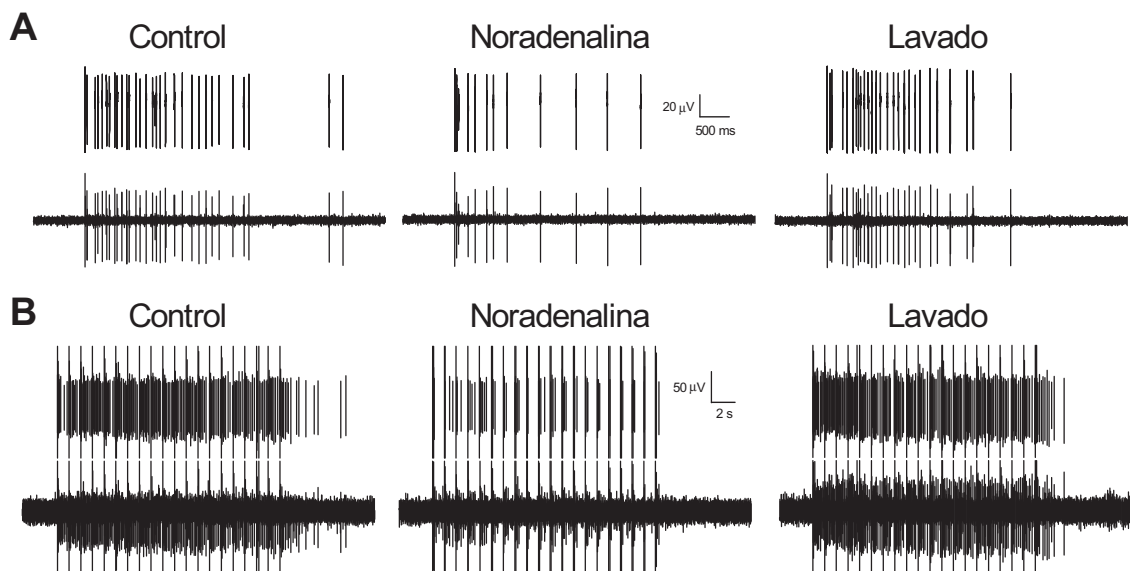 A
Control Noradenalina Lavado
20 µV
500 ms
B
Control Noradenalina Lavado
50 µV
2 s